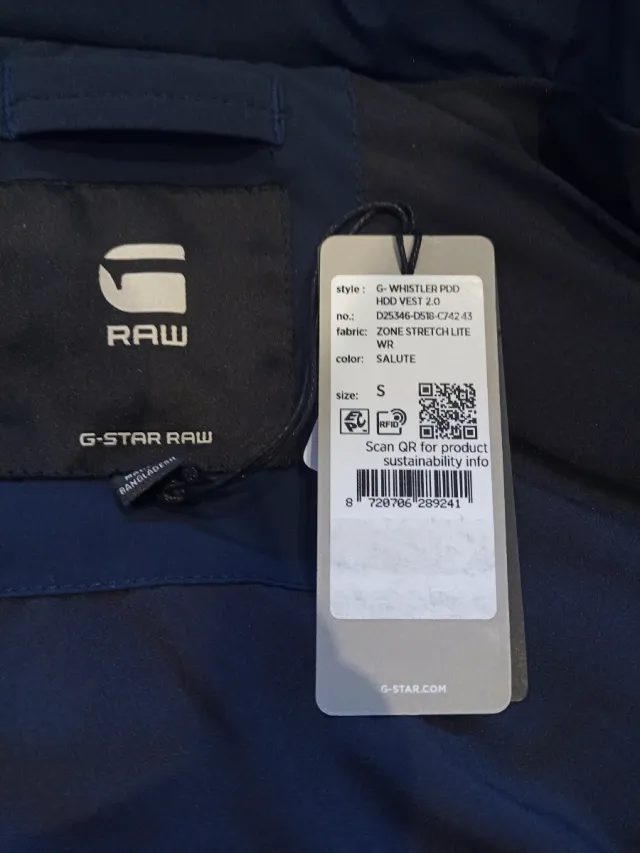 RAW
G-STAR RAW
BANGLADESH
style : G- WHISTLER PDD
HDD VEST 2.0
no.: D25346-D518-C742 43
fabric: ZONE STRETCH LITE
WR
color: SALUTE
size: S
RFID
Scan QR for product
sustainability info
8 720706 289241
G-STAR.COM